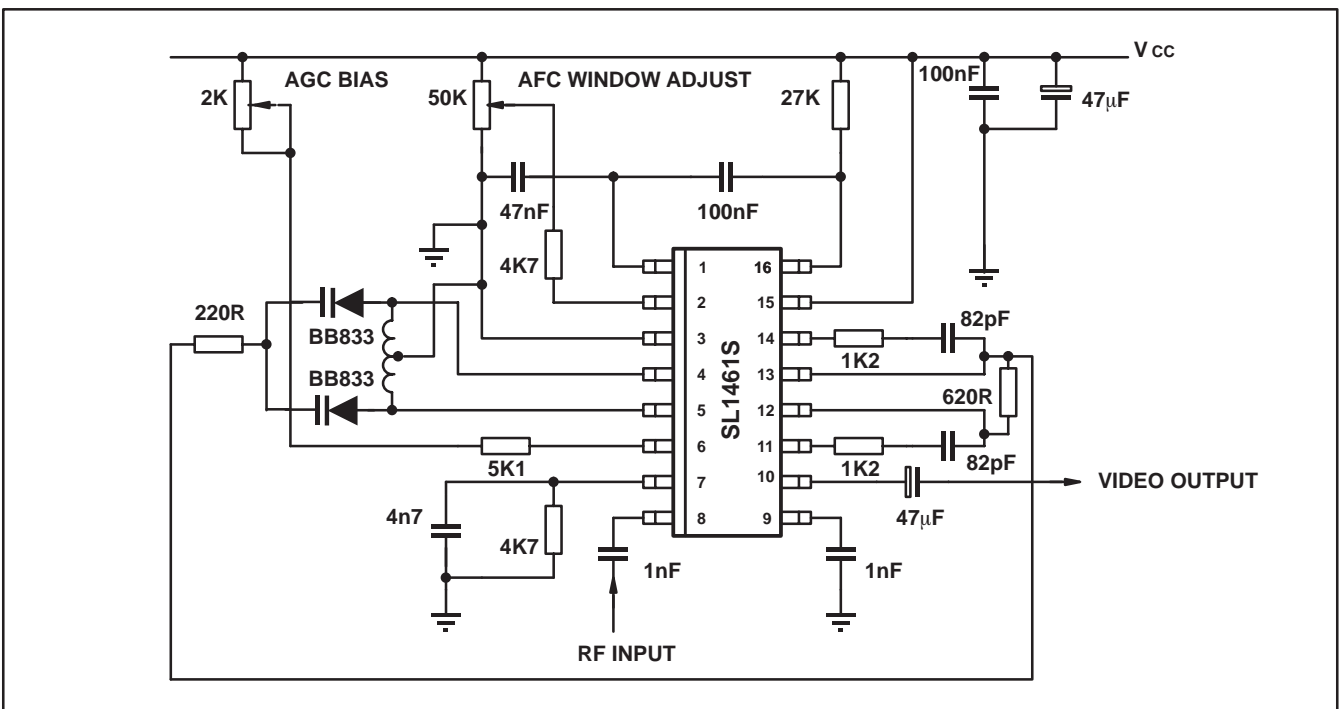 V CC
AGC BIAS
AFC WINDOW ADJUST
100nF
2K
50K
27K
47µF
47nF
100nF
4K7
1
16
220R
2
15
82pF
BB833
3
14
1K2
SL1461S
BB833
4
13
620R
5
12
6
11
5K1
1K2
82pF
7
10
VIDEO OUTPUT
4n7
4K7
8
9
47µF
1nF
1nF
RF INPUT